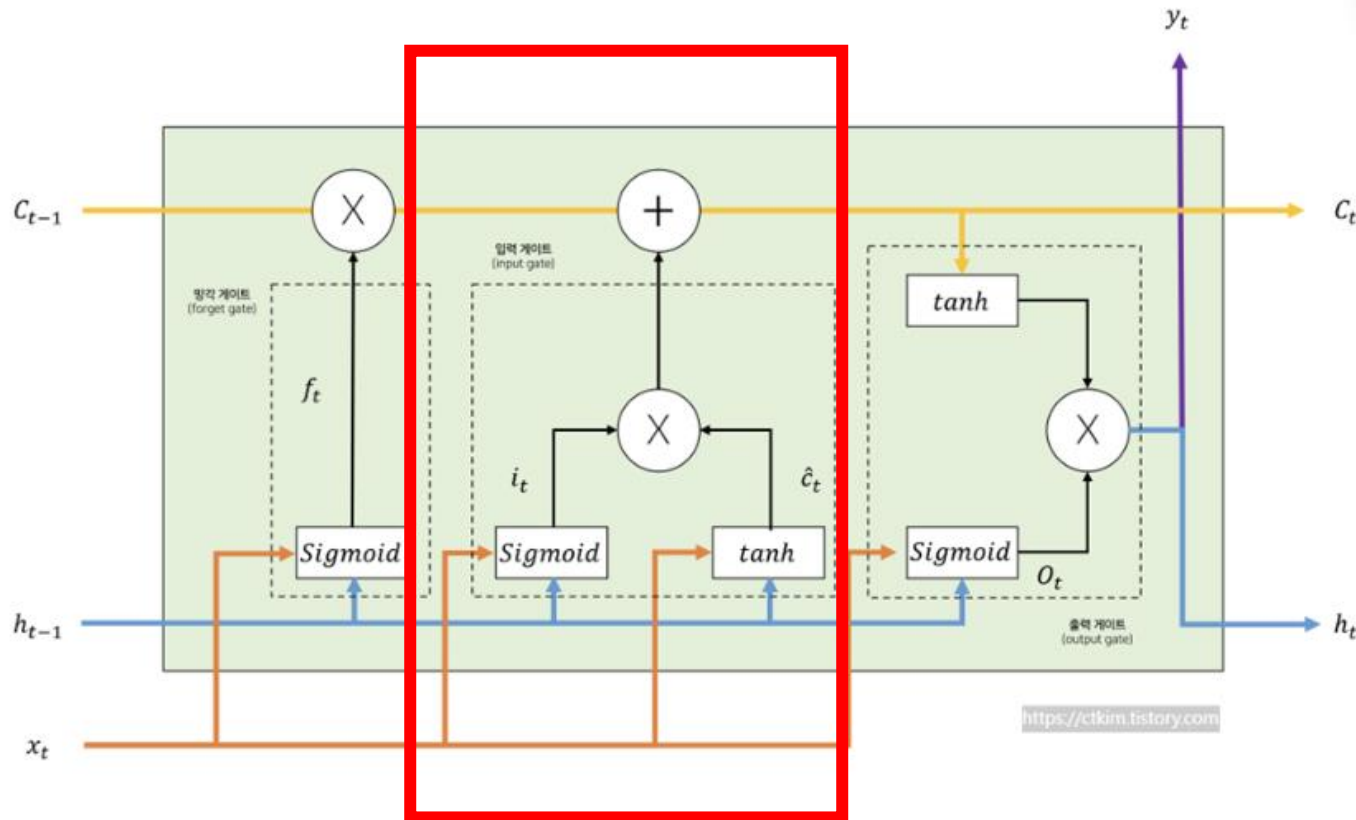 y_t
C_{t-1}
X
+
C_t
입력 게이트
(input gate)
망각 게이트
(forget gate)
tanh
f_t
X
X
i_t
ĉ_t
Sigmoid
Sigmoid
tanh
Sigmoid
O_t
h_{t-1}
출력 게이트
(output gate)
h_t
https://ctkim.tistory.com
x_t